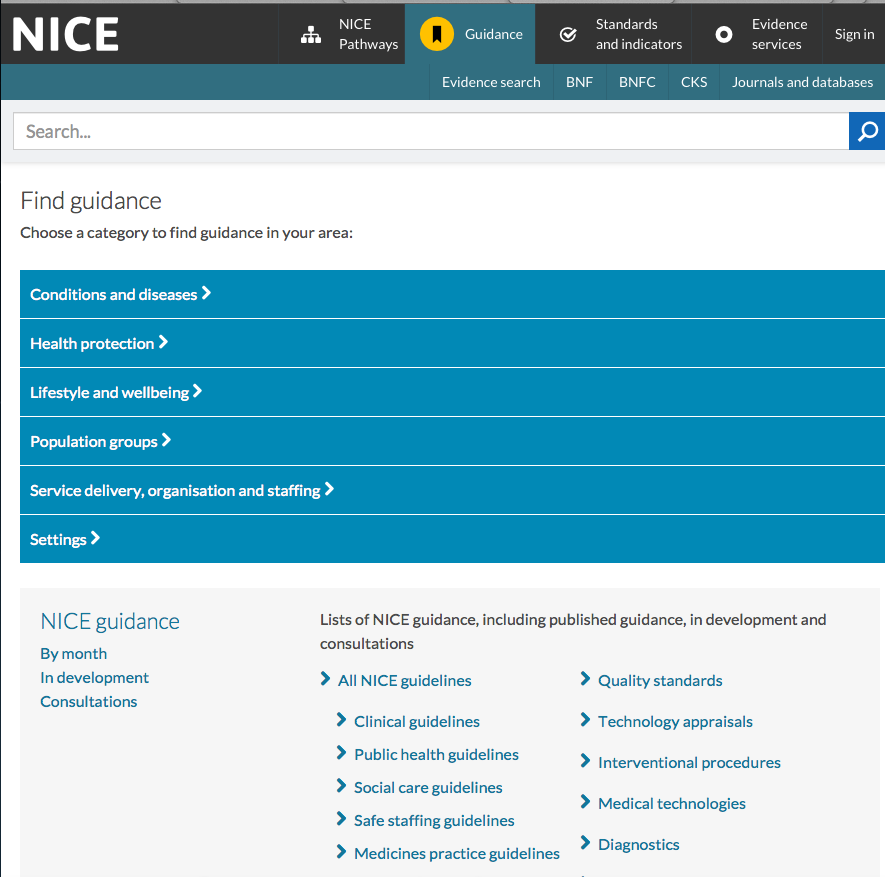 NICE
NICE
Pathways
Guidance
Standards
and indicators
Evidence
services
Sign in
Evidence search
BNF
BNFC
CKS
Journals and databases
Search...
Find guidance
Choose a category to find guidance in your area:
Conditions and diseases
Health protection
Lifestyle and wellbeing
Population groups
Service delivery, organisation and staffing
Settings
NICE guidance
By month
In development
Consultations
Lists of NICE guidance, including published guidance, in development and
consultations
All NICE guidelines
Clinical guidelines
Public health guidelines
Social care guidelines
Safe staffing guidelines
Medicines practice guidelines
Quality standards
Technology appraisals
Interventional procedures
Medical technologies
Diagnostics